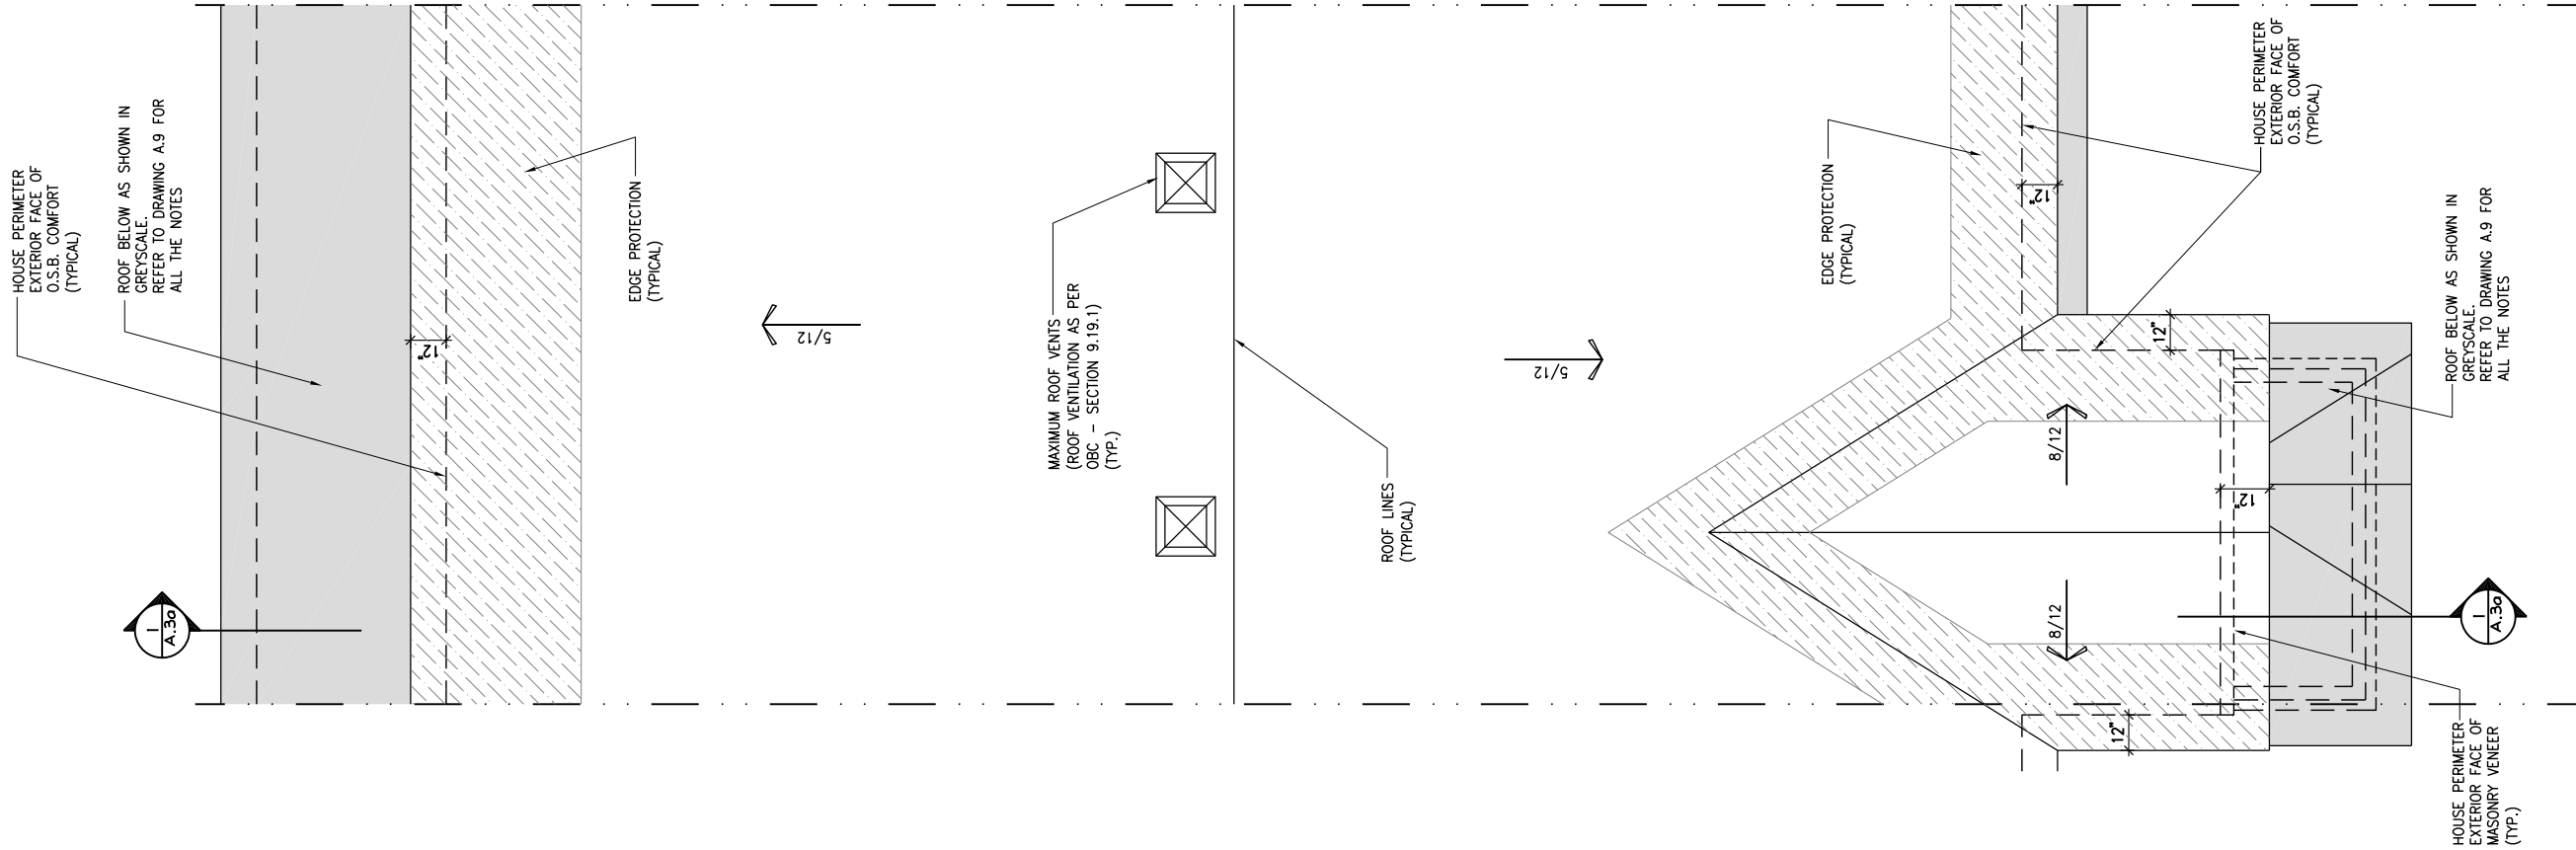 HOUSE PERIMETER
EXTERIOR FACE OF
O.S.B. COMFORT
(TYPICAL)
ROOF BELOW AS SHOWN IN
GREYSCALE.
REFER TO DRAWING A.9 FOR
ALL THE NOTES
1
A.3a
12"
EDGE PROTECTION
(TYPICAL)
5/12
MAXIMUM ROOF VENTS
(ROOF VENTILATION AS PER
OBC - SECTION 9.19.1)
(TYP.)
ROOF LINES
(TYPICAL)
5/12
EDGE PROTECTION
(TYPICAL)
12"
HOUSE PERIMETER
EXTERIOR FACE OF
O.S.B. COMFORT
(TYPICAL)
8/12
8/12
12"
12"
12"
ROOF BELOW AS SHOWN IN
GREYSCALE.
REFER TO DRAWING A.9 FOR
ALL THE NOTES
1
A.3a
HOUSE PERIMETER
EXTERIOR FACE OF
MASONRY VENEER
(TYP.)